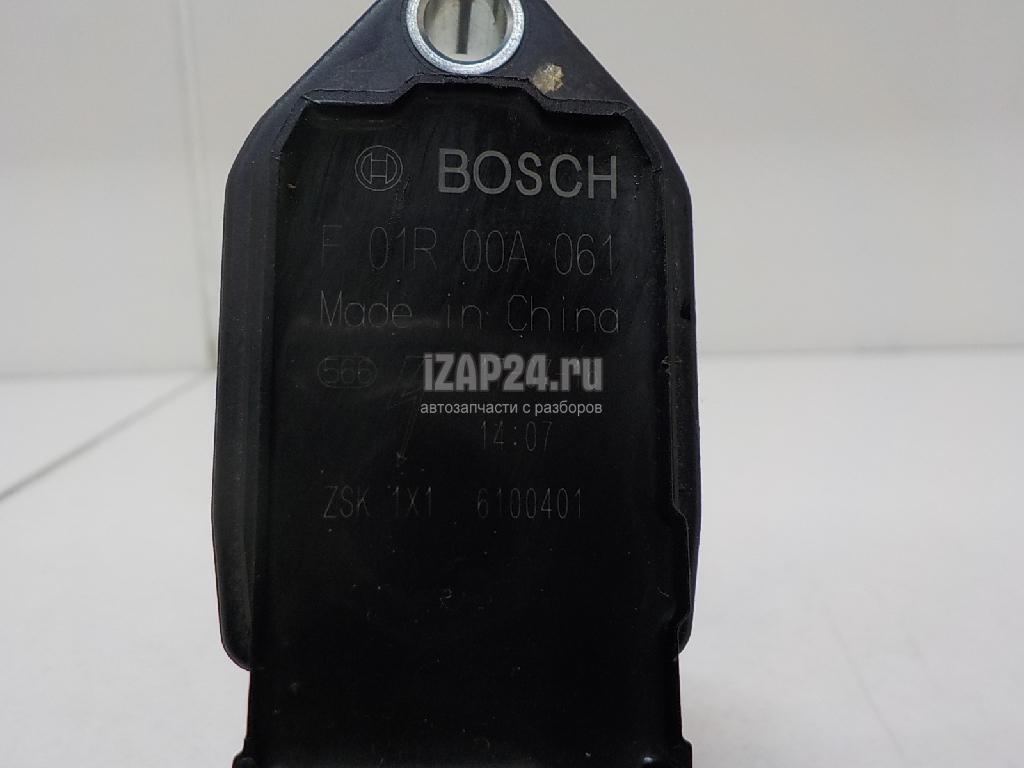 BOSCH
F 01R 00A 061
Made in China
566
iZAP24.ru
автозапчасти с разборов
14:07
ZSK 1X1 6100401